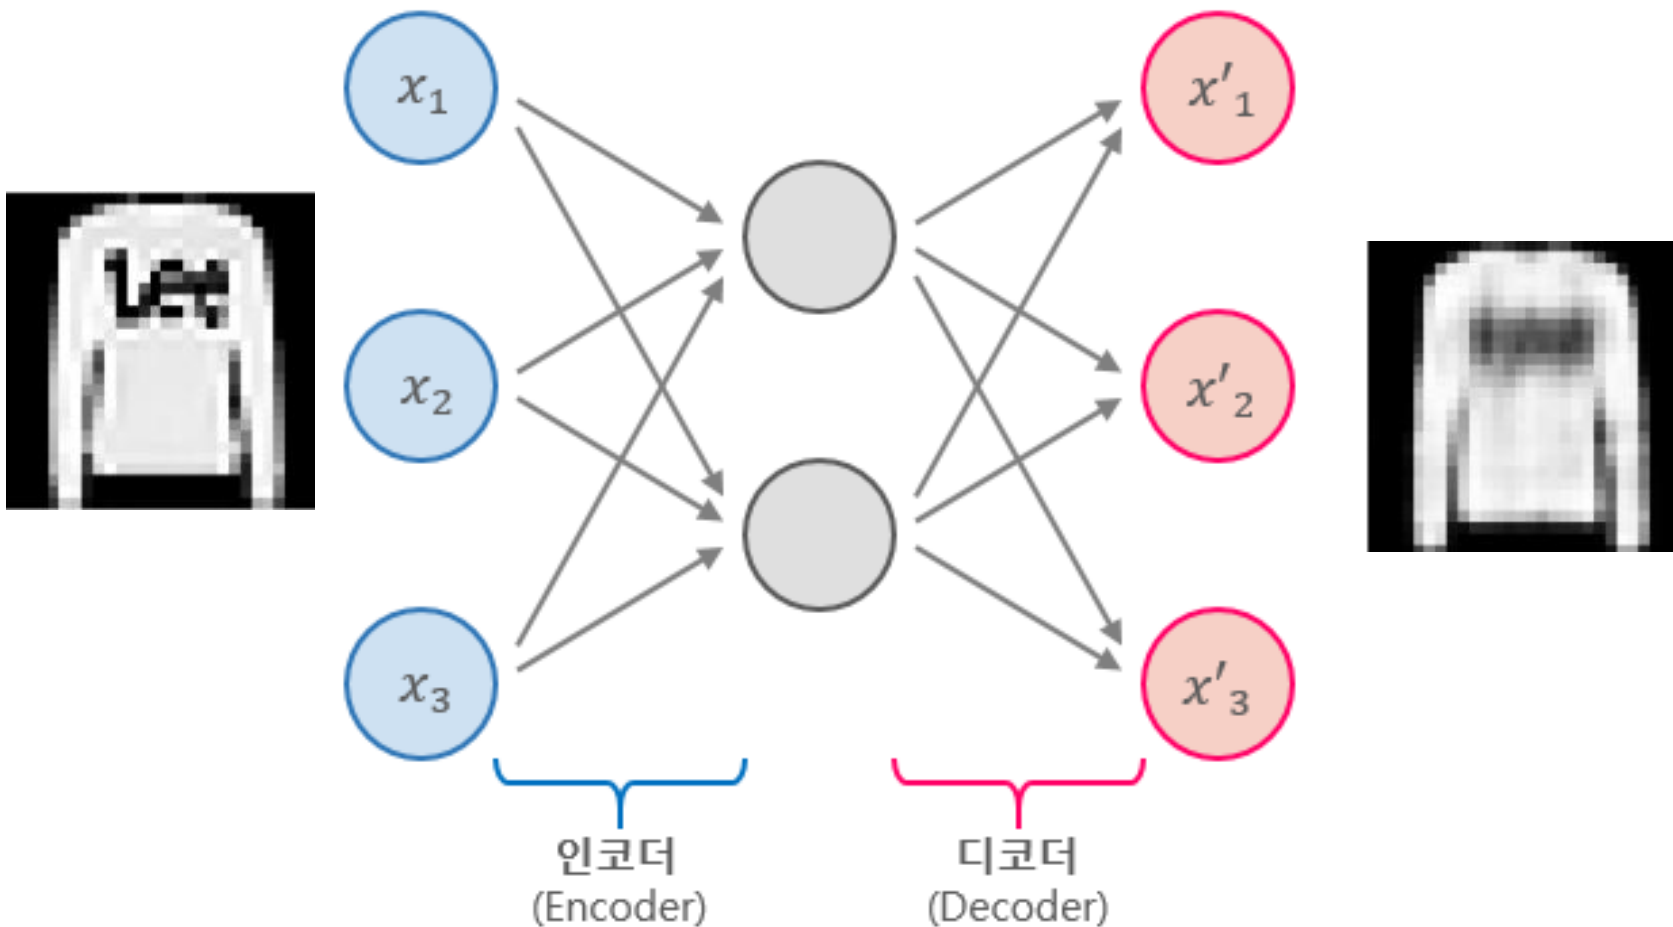 x₁
x₂
x₃
x′₁
x′₂
x′₃
인코더
(Encoder)
디코더
(Decoder)